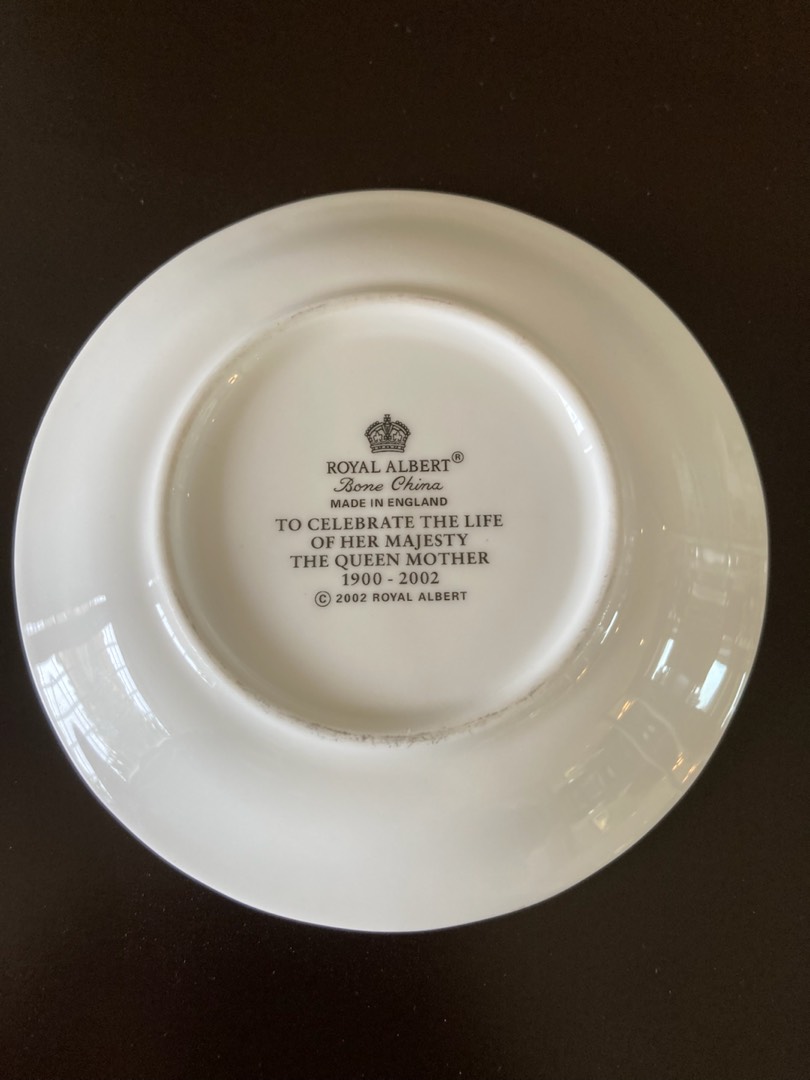 ROYAL ALBERT®
Bone China
MADE IN ENGLAND
TO CELEBRATE THE LIFE
OF HER MAJESTY
THE QUEEN MOTHER
1900 - 2002
© 2002 ROYAL ALBERT